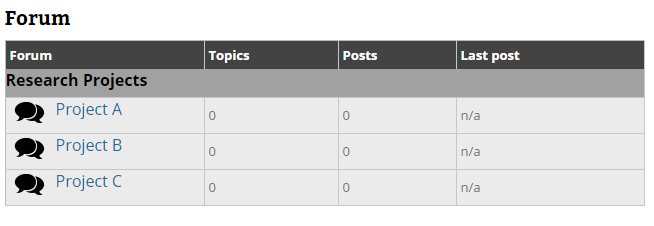 Forum
Forum Topics Posts Last post
Research Projects
Project A 0 0 n/a
Project B 0 0 n/a
Project C 0 0 n/a